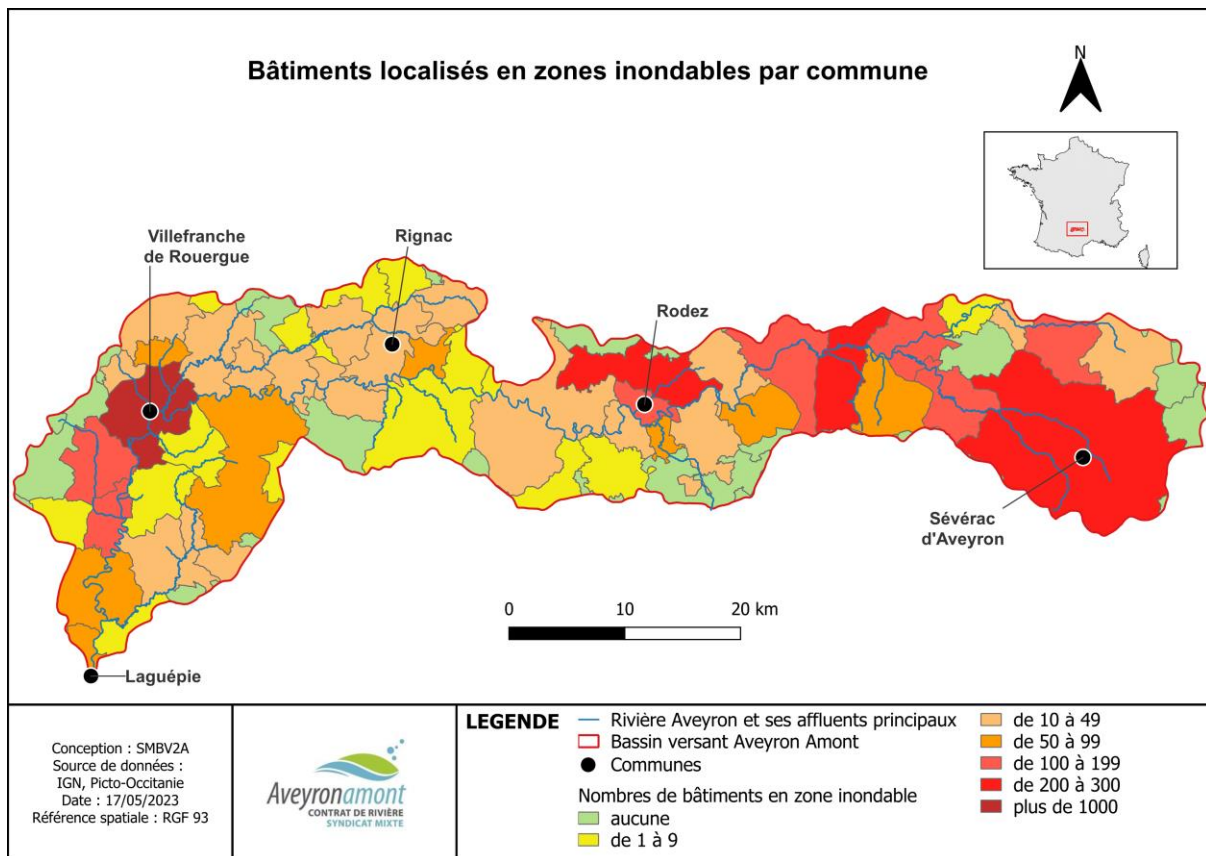 Bâtiments localisés en zones inondables par commune
N
Villefranche
de Rouergue
Rignac
Rodez
Sévérac
d'Aveyron
Laguépie
0 10 20 km
Conception : SMBV2A
Source de données :
IGN, Picto-Occitanie
Date : 17/05/2023
Référence spatiale : RGF 93
Aveyronamont
CONTRAT DE RIVIÈRE
SYNDICAT MIXTE
LEGENDE
Rivière Aveyron et ses affluents principaux
Bassin versant Aveyron Amont
Communes
Nombres de bâtiments en zone inondable
aucune
de 1 à 9
de 10 à 49
de 50 à 99
de 100 à 199
de 200 à 300
plus de 1000